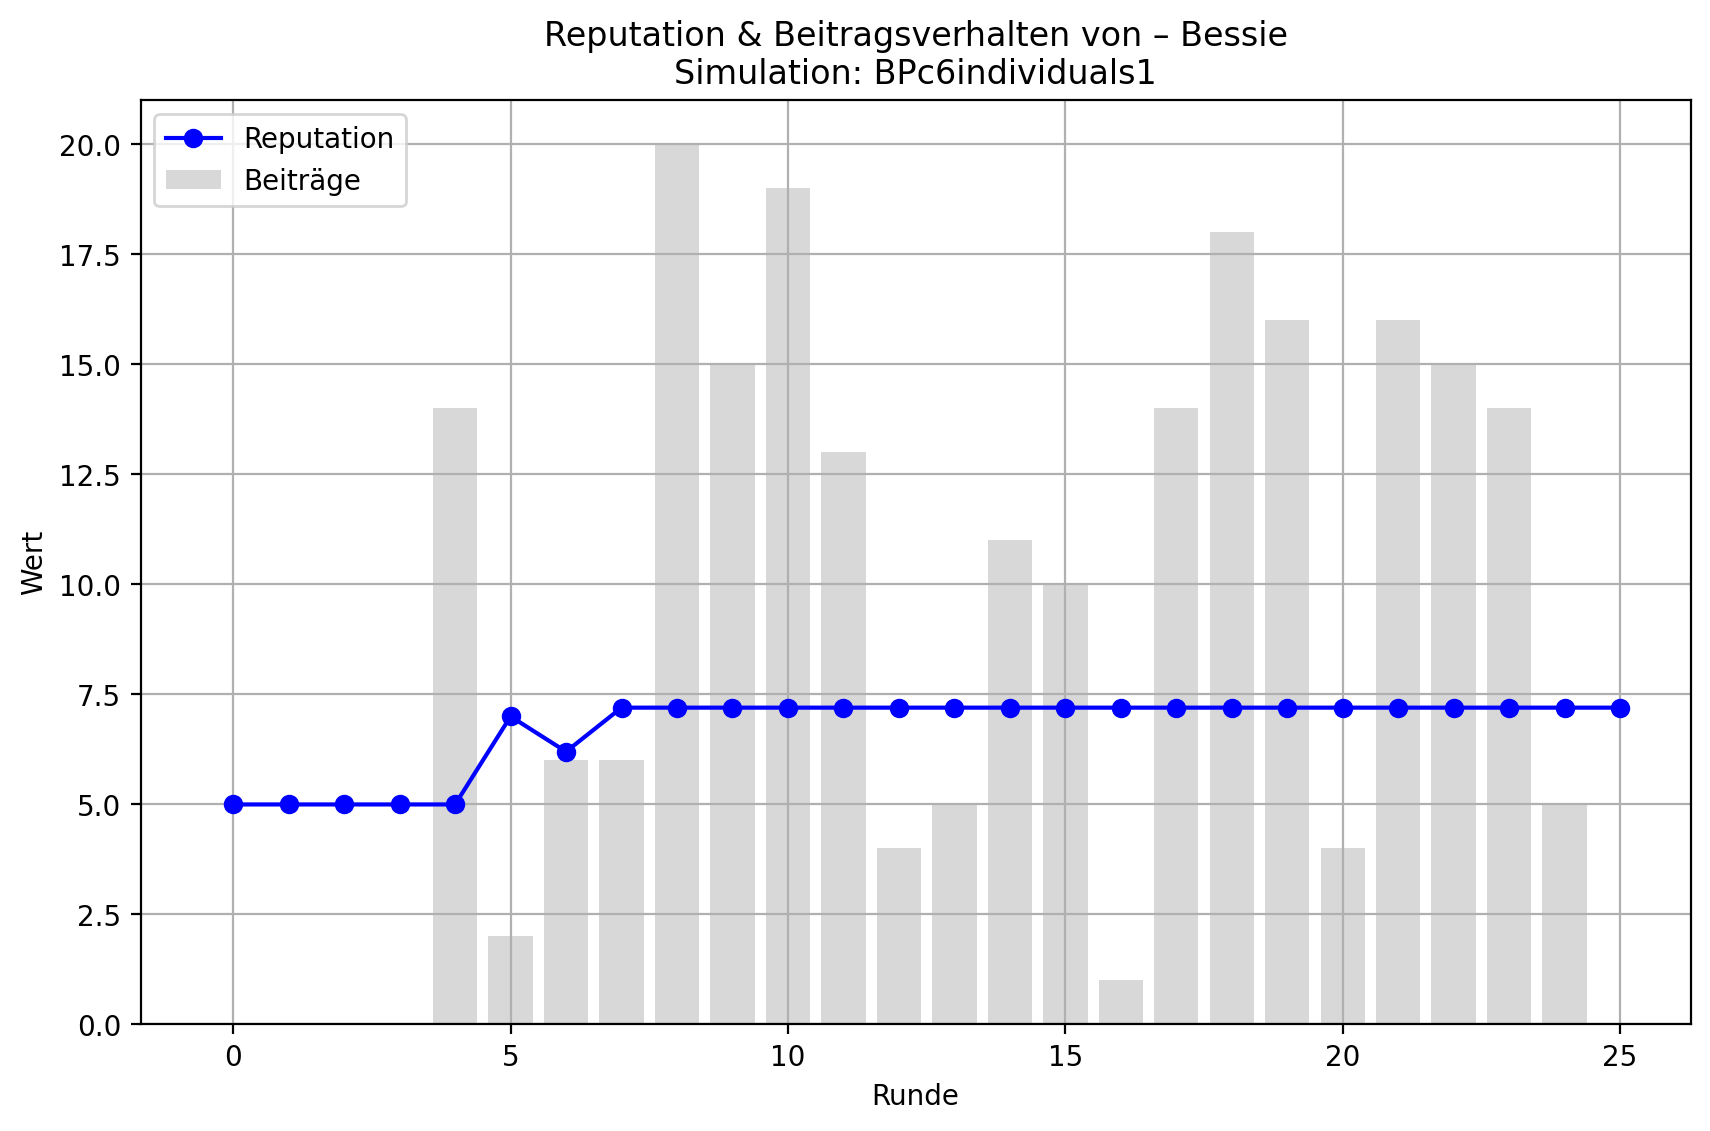 Reputation & Beitragsverhalten von – Bessie
Simulation: BPc6individuals1
Reputation
Beiträge
20.0
17.5
15.0
12.5
10.0
7.5
5.0
2.5
0.0
Wert
0 5 10 15 20 25
Runde